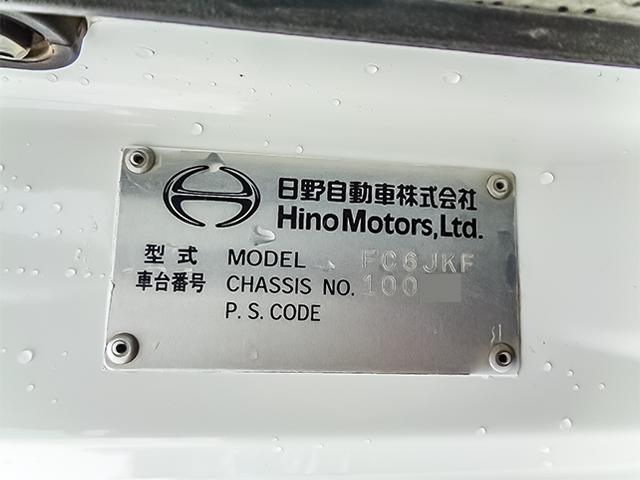 日野自動車株式会社
Hino Motors, Ltd.
型式 MODEL FC6JKF
車台番号 CHASSIS NO. 100
P. S. CODE